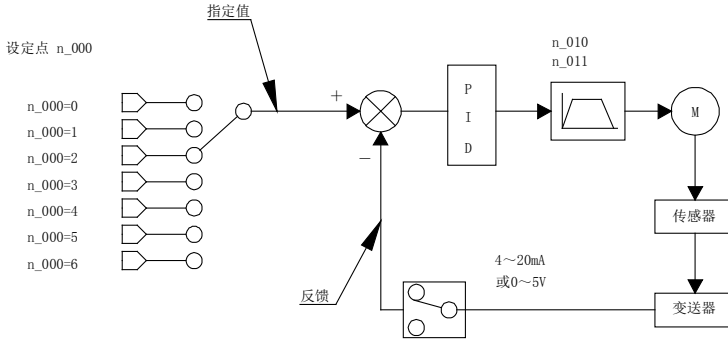 指定值
设定点 n_000
n_010
n_011
n_000=0
n_000=1
n_000=2
n_000=3
n_000=4
n_000=5
n_000=6
+
−
P
I
D
M
传感器
4～20mA
或0～5V
反馈
变送器